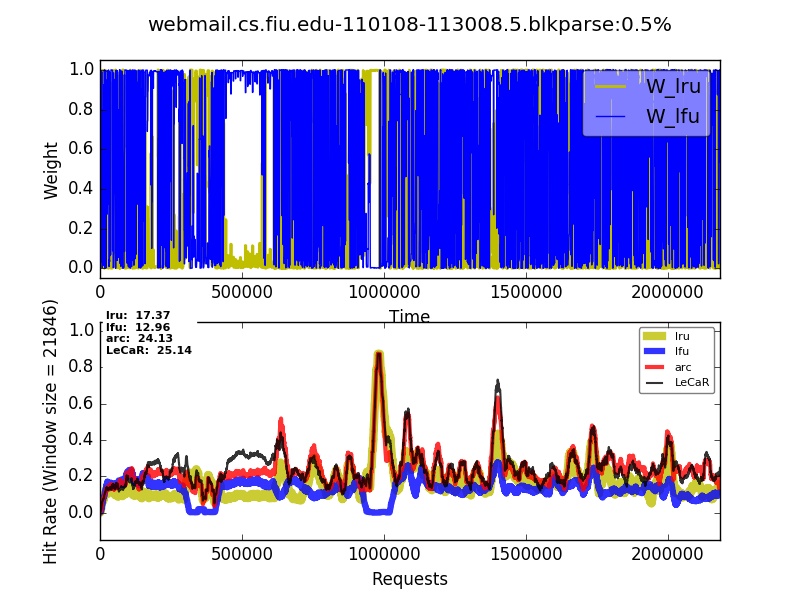 webmail.cs.fiu.edu-110108-113008.5.blkparse:0.5%
1.0
0.8
0.6
0.4
0.2
0.0
Weight
W_lru
W_lfu
0 500000 1000000 1500000 2000000
Time
lru: 17.37
lfu: 12.96
arc: 24.13
LeCaR: 25.14
1.0
0.8
0.6
0.4
0.2
0.0
Hit Rate (Window size = 21846)
lru
lfu
arc
LeCaR
0 500000 1000000 1500000 2000000
Requests